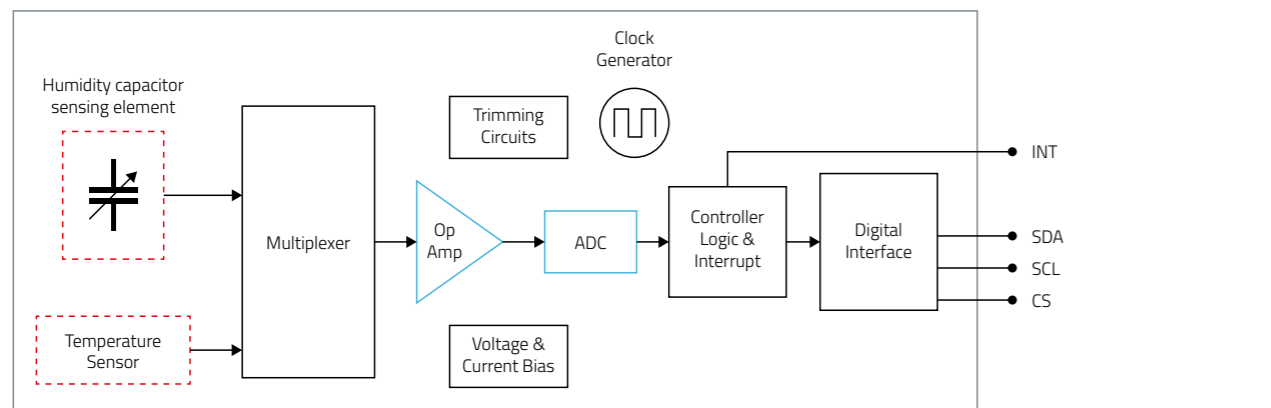 Clock
Generator
Humidity capacitor
sensing element
Trimming
Circuits
INT
Multiplexer
Op
Amp
ADC
Controller
Logic &
Interrupt
Digital
Interface
SDA
SCL
CS
Temperature
Sensor
Voltage &
Current Bias